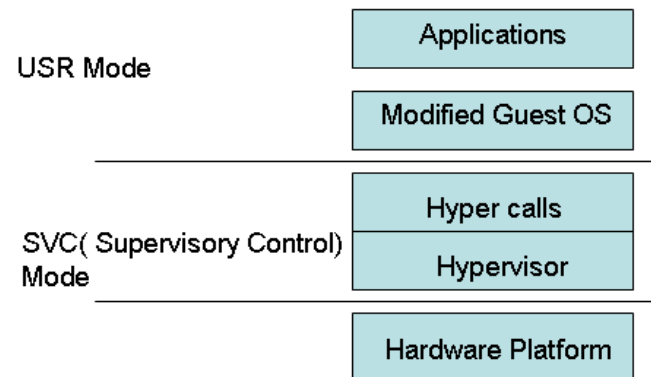 Applications
USR Mode
Modified Guest OS
Hyper calls
SVC( Supervisory Control)
Mode
Hypervisor
Hardware Platform